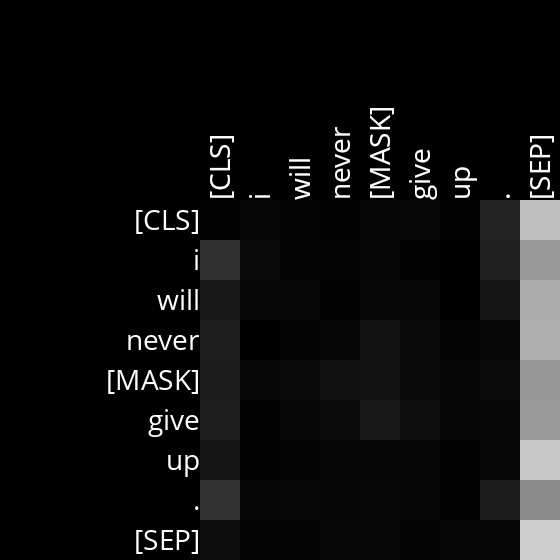 [CLS] i will never [MASK] give up . [SEP]
[CLS]
i
will
never
[MASK]
give
up
.
[SEP]